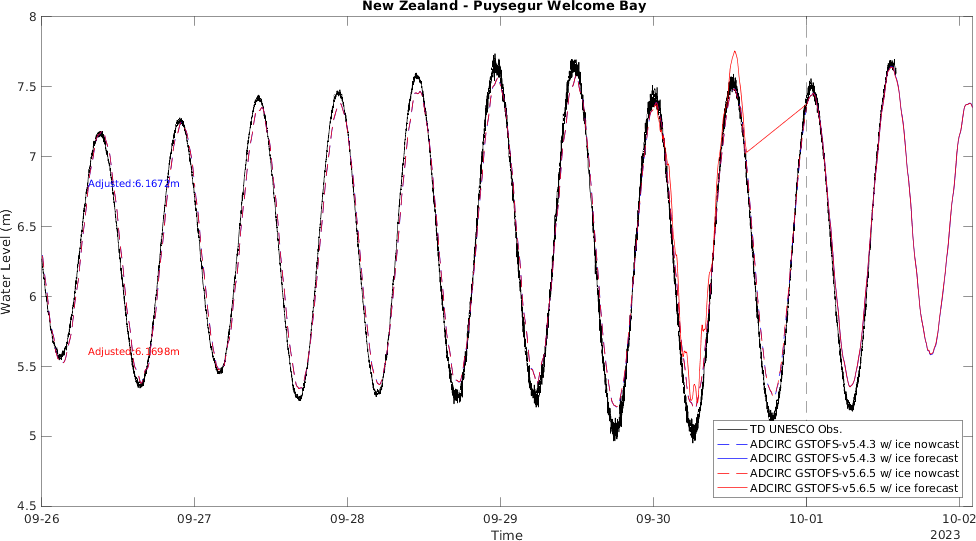 New Zealand - Puysegur Welcome Bay
8
7.5
7
6.5
6
5.5
5
4.5
Water Level (m)
Adjusted:6.1672m
Adjusted:6.1698m
TD UNESCO Obs.
ADCIRC GSTOFS-v5.4.3 w/ ice nowcast
ADCIRC GSTOFS-v5.4.3 w/ ice forecast
ADCIRC GSTOFS-v5.6.5 w/ ice nowcast
ADCIRC GSTOFS-v5.6.5 w/ ice forecast
09-26
09-27
09-28
09-29
09-30
10-01
10-02
Time
2023